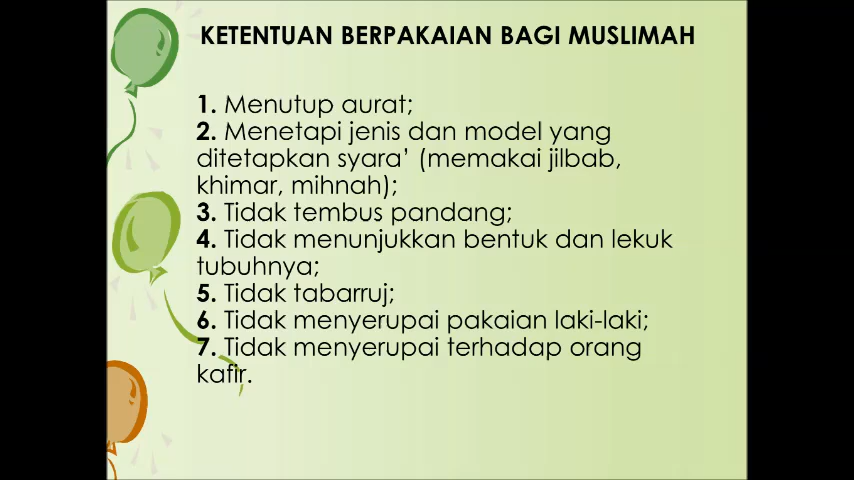 KETENTUAN BERPAKAIAN BAGI MUSLIMAH
1. Menutup aurat;
2. Menetapi jenis dan model yang
ditetapkan syara’ (memakai jilbab,
khimar, mihnah);
3. Tidak tembus pandang;
4. Tidak menunjukkan bentuk dan lekuk
tubuhnya;
5. Tidak tabarruj;
6. Tidak menyerupai pakaian laki-laki;
7. Tidak menyerupai terhadap orang
kafir.